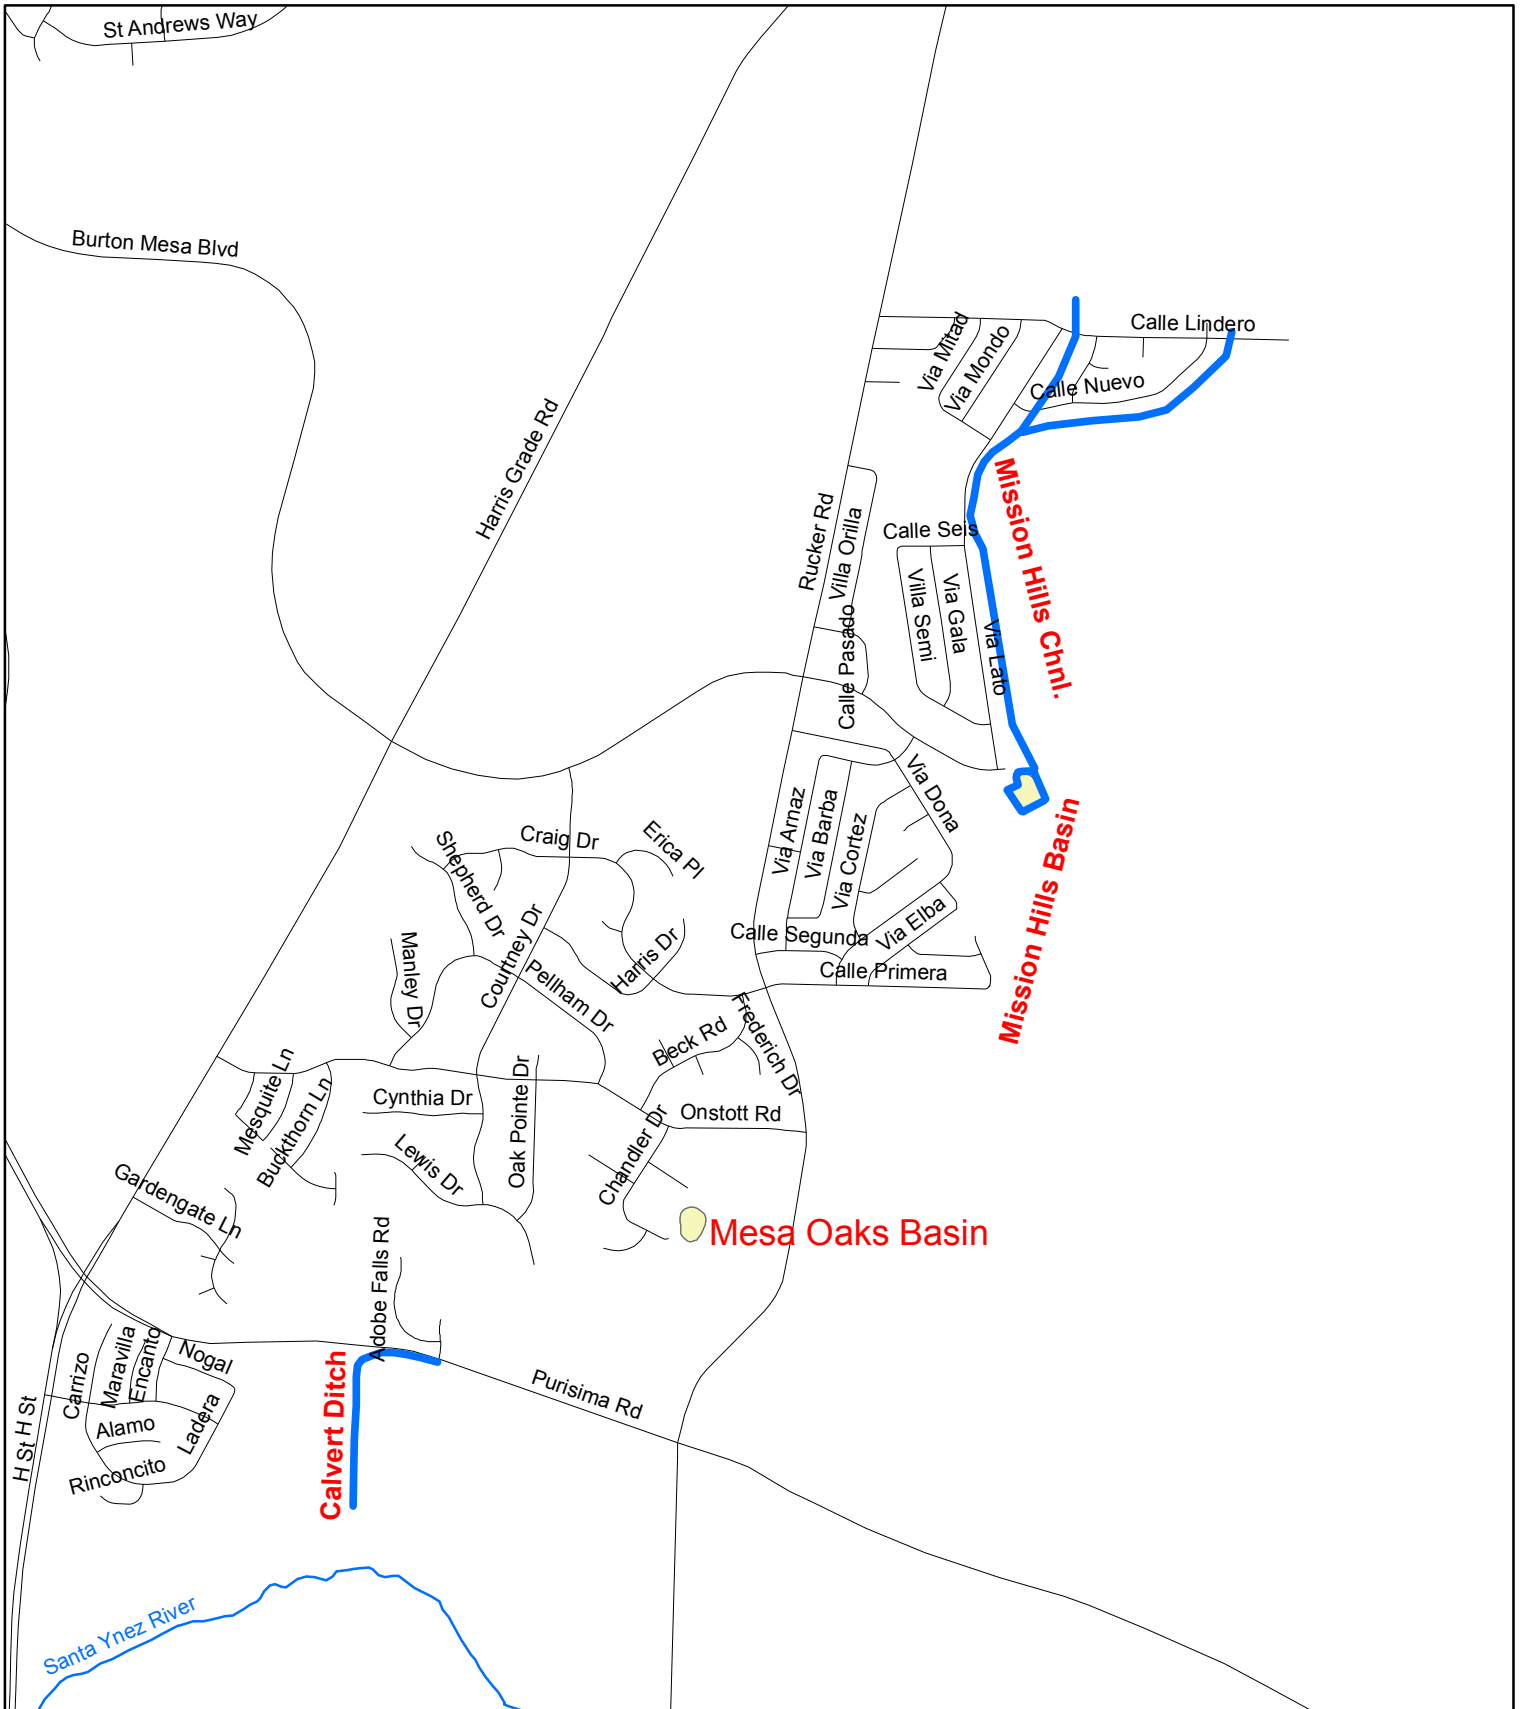 St Andrews Way
Burton Mesa Blvd
Calle Lindero
Via Mitad
Via Mondo
Calle Nuevo
Harris Grade Rd
Mission Hills Chnl.
Rucker Rd
Villa Orilla
Calle Seis
Villa Semi
Via Gala
Via Lato
Calle Pasado
Via Dona
Via Arnaz
Via Barba
Via Cortez
Mission Hills Basin
Craig Dr
Erica Pl
Shepherd Dr
Courtney Dr
Harris Dr
Calle Segunda
Via Elba
Calle Primera
Manley Dr
Pellham Dr
Frederich Dr
Beck Rd
Mesquite Ln
Buckthorn Ln
Cynthia Dr
Oak Pointe Dr
Onstott Rd
Chandler Dr
Lewis Dr
Gardengate Ln
Mesa Oaks Basin
Adobe Falls Rd
Carrizo
Maravilla
Encanto
Nogal
Ladera
Alamo
Rinconcito
H St H St
Calvert Ditch
Purisima Rd
Santa Ynez River